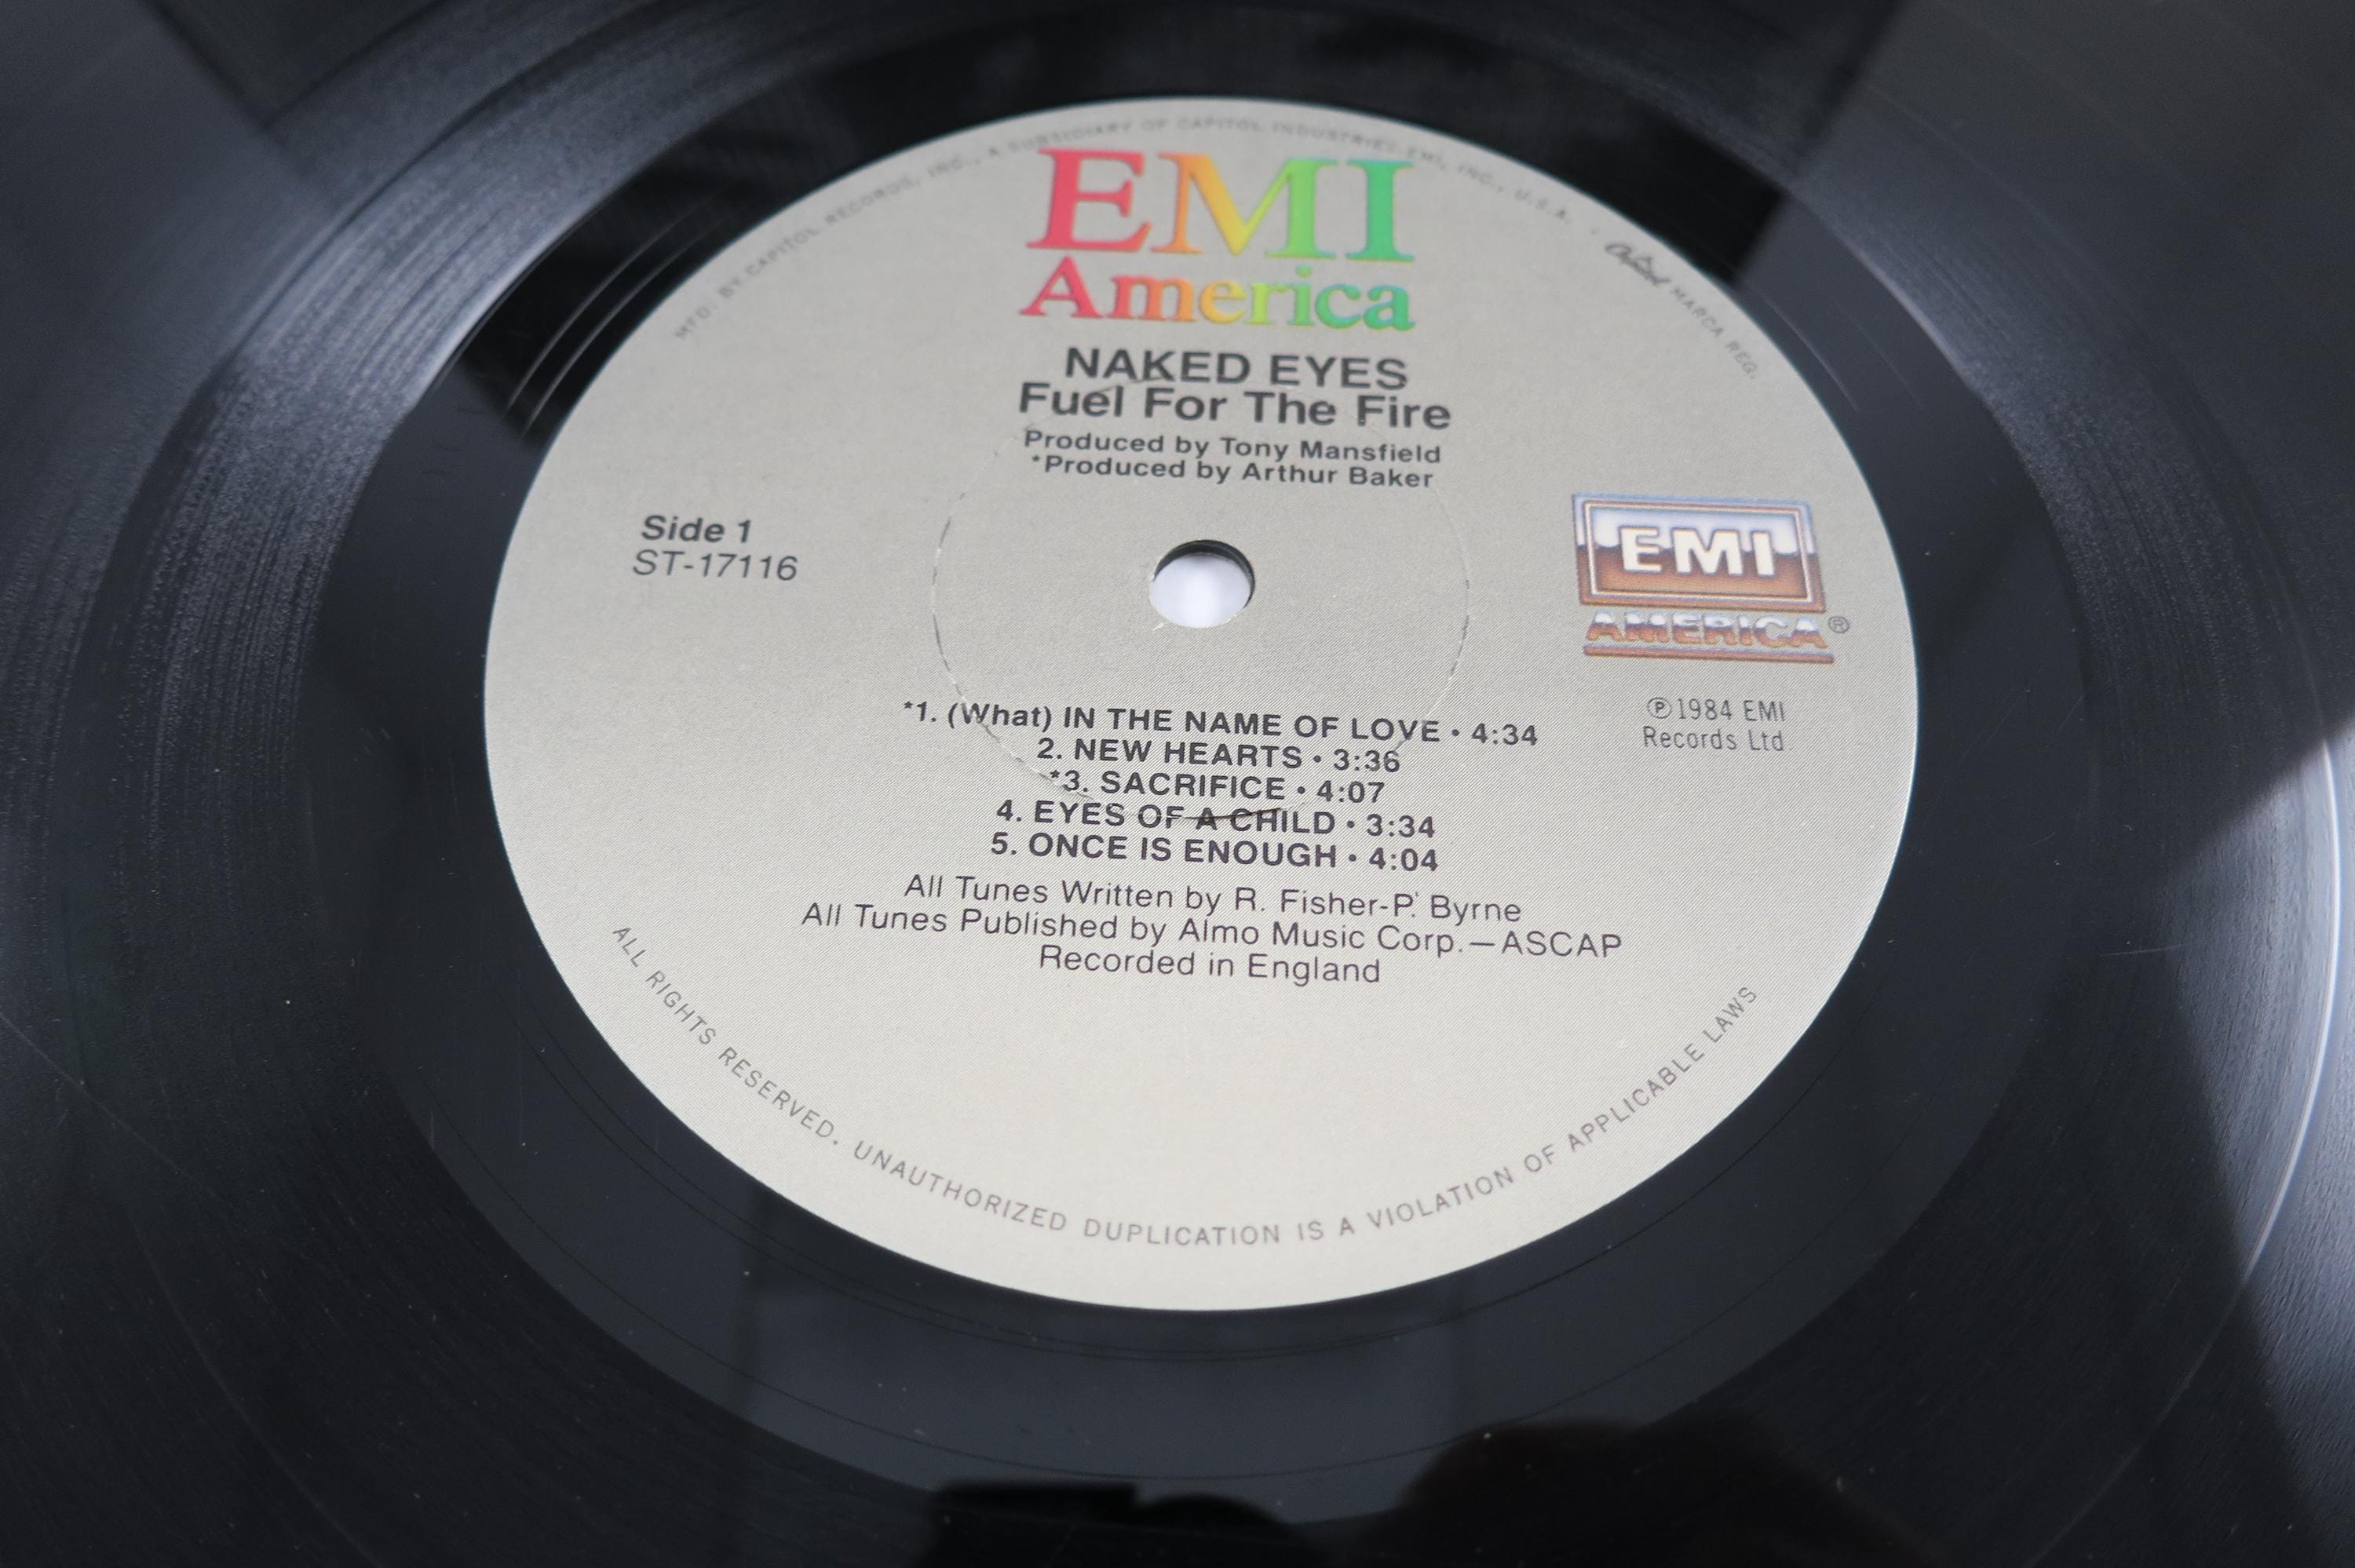 MFD. BY CAPITOL RECORDS, INC., A SUBSIDIARY OF CAPITOL INDUSTRIES-EMI, INC., U.S.A. · Capitol MARCA REG.
EMI
America
NAKED EYES
Fuel For The Fire
Produced by Tony Mansfield
*Produced by Arthur Baker
Side 1
ST-17116
EMI
AMERICA®
℗1984 EMI
Records Ltd
*1. (What) IN THE NAME OF LOVE • 4:34
2. NEW HEARTS • 3:36
*3. SACRIFICE • 4:07
4. EYES OF A CHILD • 3:34
5. ONCE IS ENOUGH • 4:04
All Tunes Written by R. Fisher-P. Byrne
All Tunes Published by Almo Music Corp.—ASCAP
Recorded in England
ALL RIGHTS RESERVED. UNAUTHORIZED DUPLICATION IS A VIOLATION OF APPLICABLE LAWS